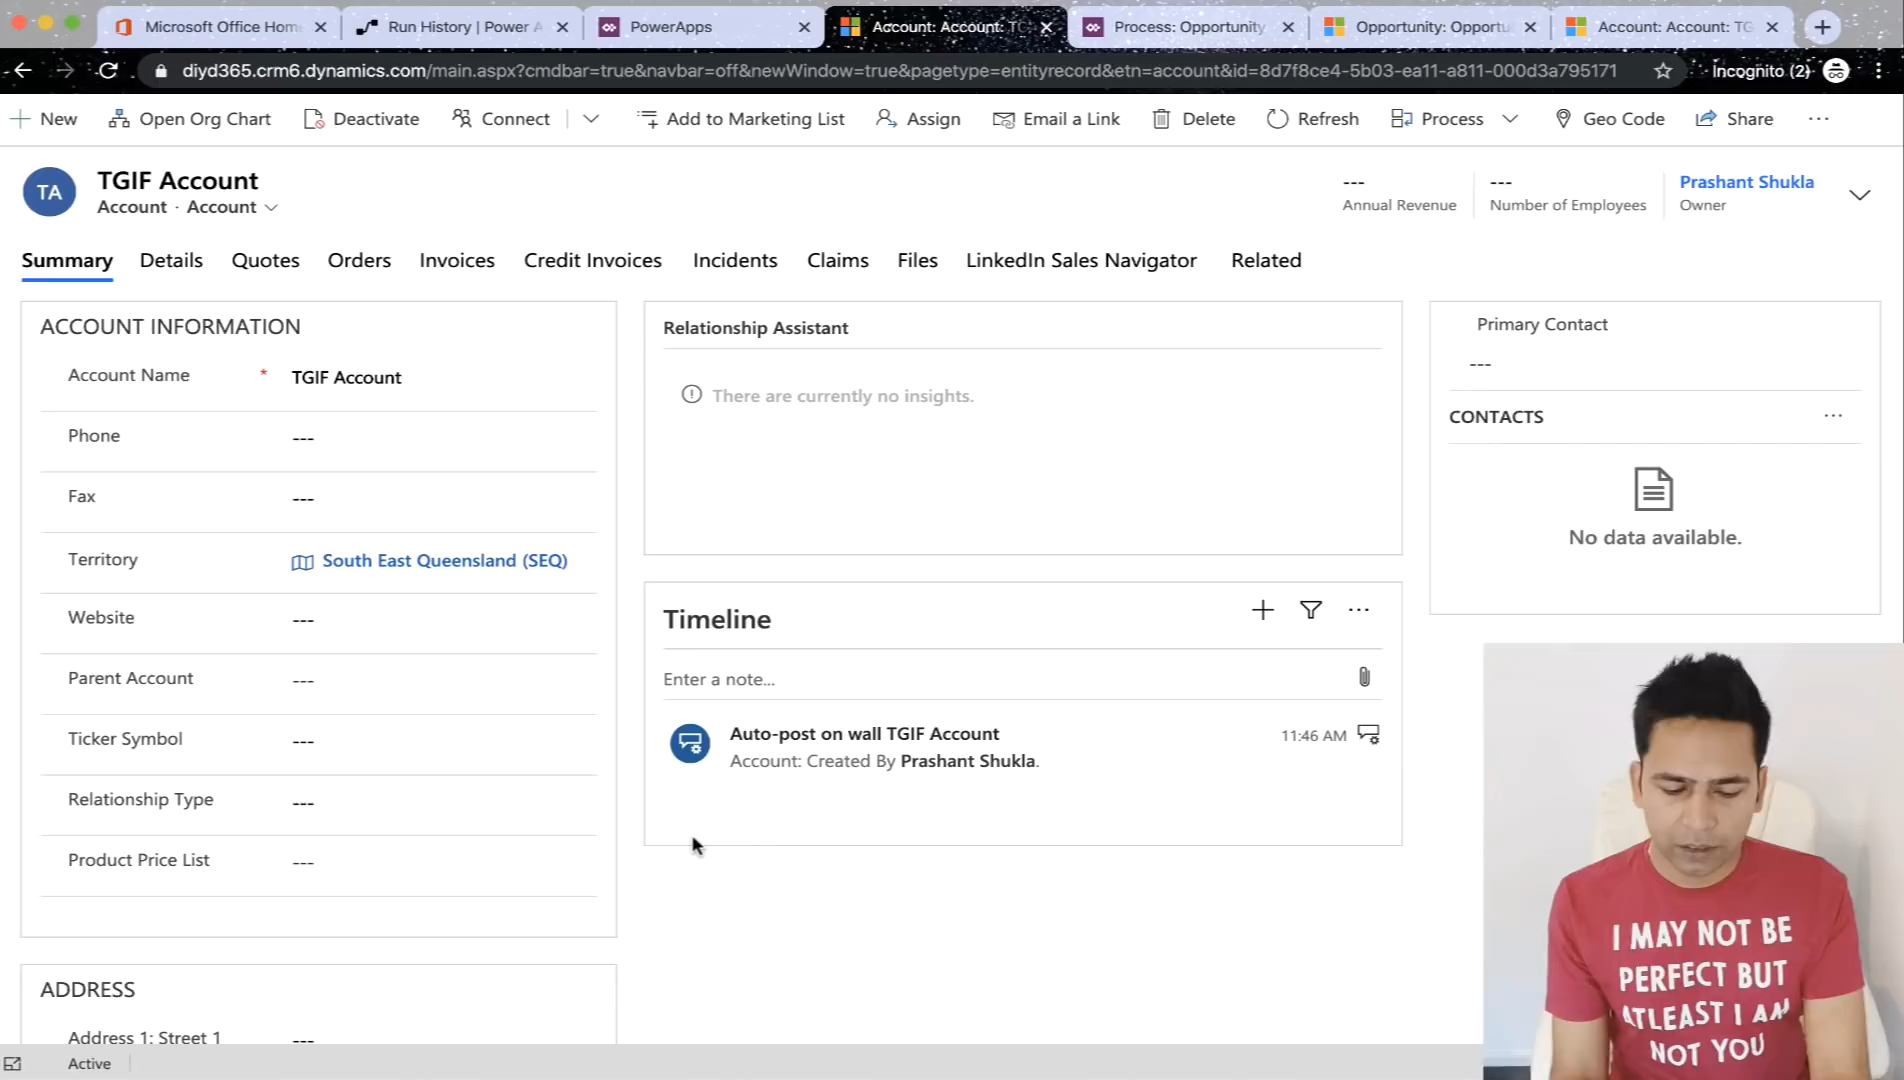 Microsoft Office Home
Run History | Power A
PowerApps
Account: Account: TG
Process: Opportunity
Opportunity: Opportu
Account: Account: TG
diyd365.crm6.dynamics.com/main.aspx?cmdbar=true&navbar=off&newWindow=true&pagetype=entityrecord&etn=account&id=8d7f8ce4-5b03-ea11-a811-000d3a795171
Incognito (2)
New
Open Org Chart
Deactivate
Connect
Add to Marketing List
Assign
Email a Link
Delete
Refresh
Process
Geo Code
Share
TA
TGIF Account
Account · Account
---
Annual Revenue
---
Number of Employees
Prashant Shukla
Owner
Summary
Details
Quotes
Orders
Invoices
Credit Invoices
Incidents
Claims
Files
LinkedIn Sales Navigator
Related
ACCOUNT INFORMATION
Account Name * TGIF Account
Phone ---
Fax ---
Territory South East Queensland (SEQ)
Website ---
Parent Account ---
Ticker Symbol ---
Relationship Type ---
Product Price List ---
ADDRESS
Address 1: Street 1 ---
Active
Relationship Assistant
There are currently no insights.
Timeline
Enter a note...
Auto-post on wall TGIF Account
11:46 AM
Account: Created By Prashant Shukla.
Primary Contact
---
CONTACTS
No data available.
I MAY NOT BE
PERFECT BUT
ATLEAST I AM
NOT YOU